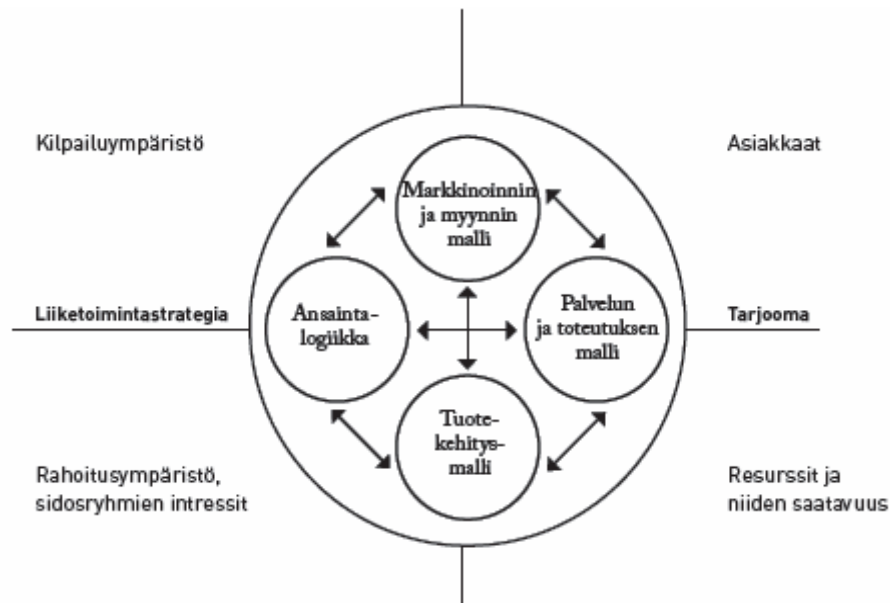 Kilpailuympäristö
Asiakkaat
Markkinoinnin
ja myynnin
malli
Liiketoimintastrategia
Ansainta-
logiikka
Palvelun
ja toteutuksen
malli
Tarjooma
Tuote-
kehitys-
malli
Rahoitusympäristö,
sidosryhmien intressit
Resurssit ja
niiden saatavuus